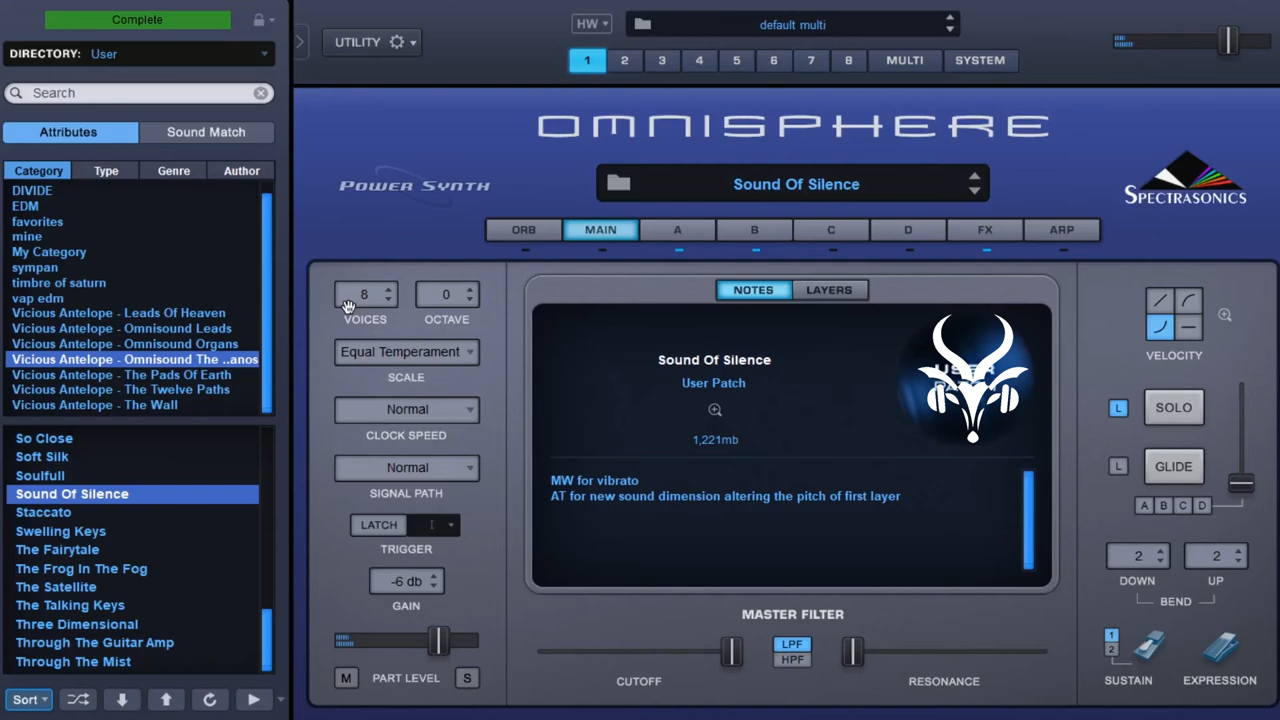 Complete
DIRECTORY: User
Search
Attributes
Sound Match
Category
Type
Genre
Author
DIVIDE
EDM
favorites
mine
My Category
sympan
timbre of saturn
vap edm
Vicious Antelope - Leads Of Heaven
Vicious Antelope - Omnisound Leads
Vicious Antelope - Omnisound Organs
Vicious Antelope - Omnisound The ..anos
Vicious Antelope - The Pads Of Earth
Vicious Antelope - The Twelve Paths
Vicious Antelope - The Wall
So Close
Soft Silk
Soulfull
Sound Of Silence
Staccato
Swelling Keys
The Fairytale
The Frog In The Fog
The Satellite
The Talking Keys
Three Dimensional
Through The Guitar Amp
Through The Mist
Sort
UTILITY
HW
default multi
1 2 3 4 5 6 7 8 MULTI SYSTEM
OMNISPHERE
POWER SYNTH
Sound Of Silence
SPECTRASONICS
ORB MAIN A B C D FX ARP
8
VOICES
0
OCTAVE
Equal Temperament
SCALE
Normal
CLOCK SPEED
Normal
SIGNAL PATH
LATCH
TRIGGER
-6 db
GAIN
M PART LEVEL S
NOTES LAYERS
Sound Of Silence
User Patch
1,221mb
MW for vibrato
AT for new sound dimension altering the pitch of first layer
MASTER FILTER
LPF
HPF
CUTOFF
RESONANCE
VELOCITY
L SOLO
L GLIDE
A B C D
2
DOWN
2
UP
BEND
1
2
SUSTAIN
EXPRESSION